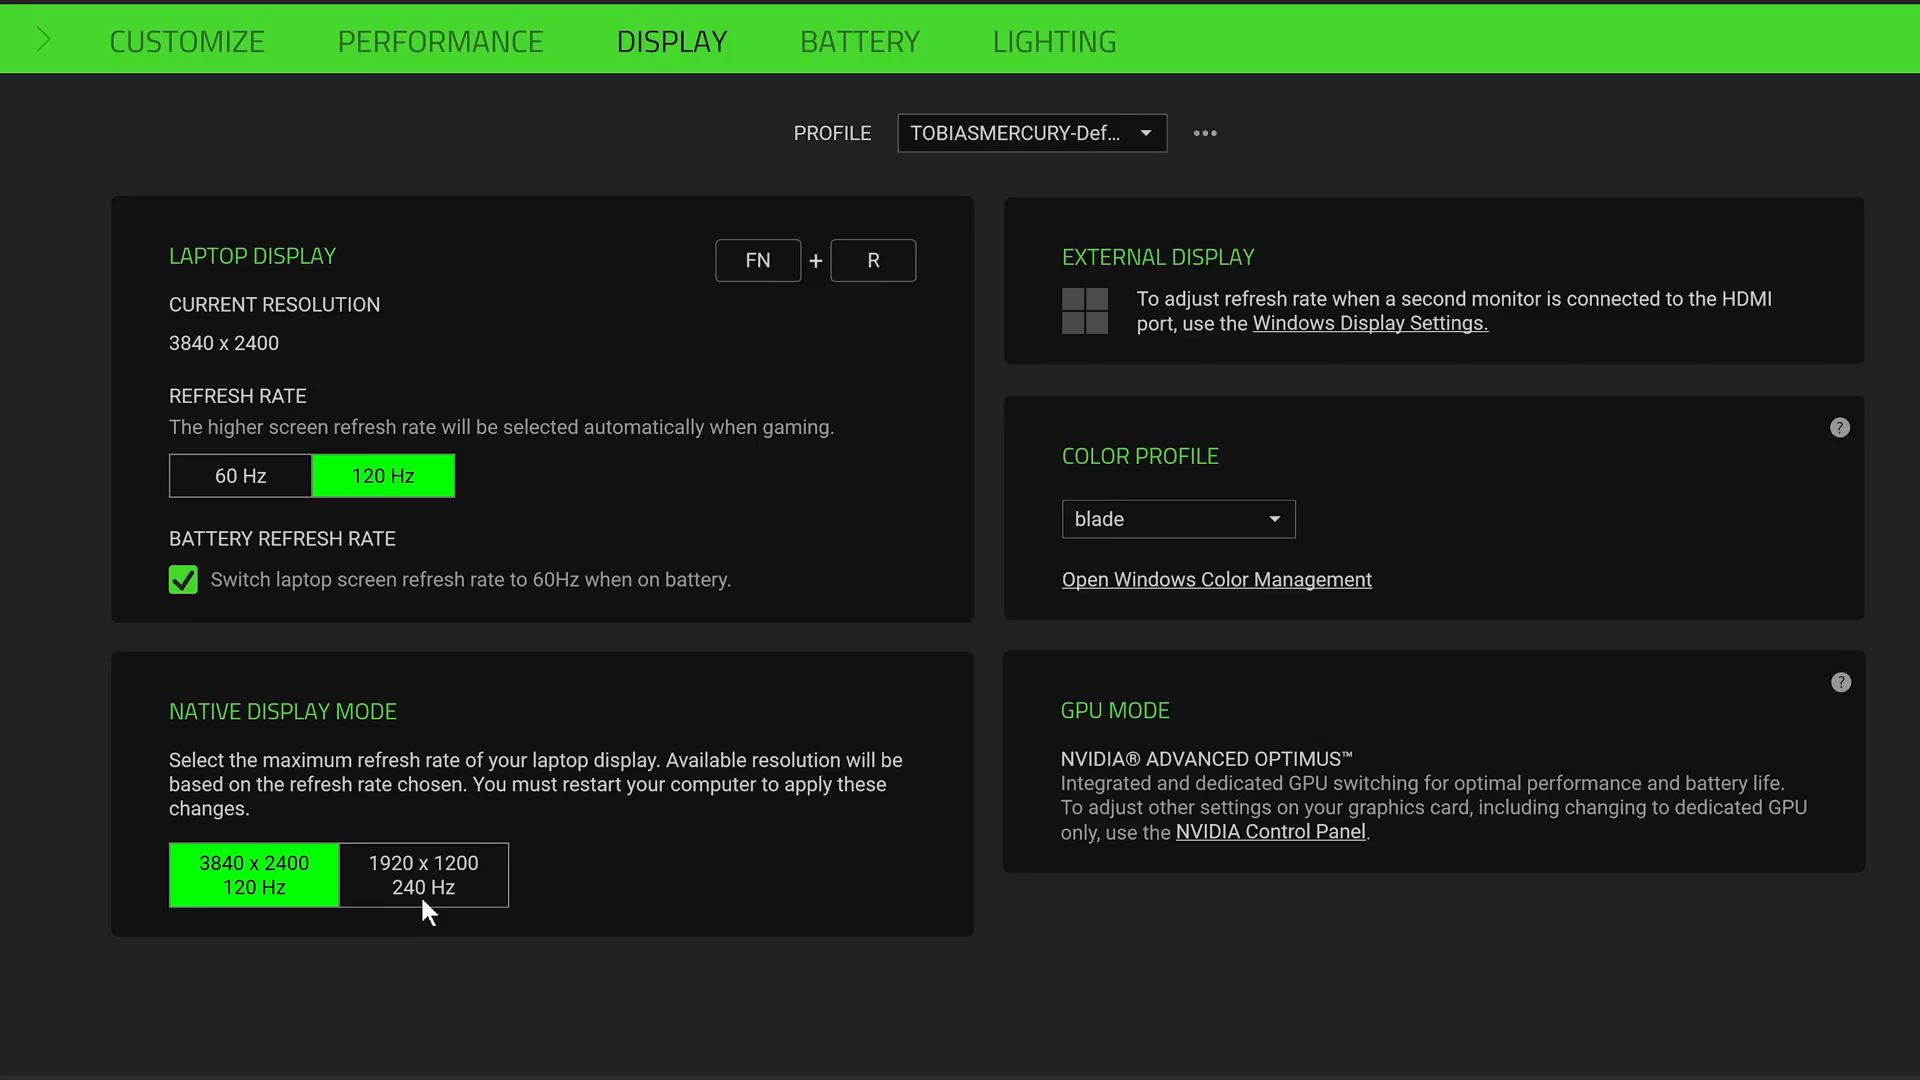 CUSTOMIZE PERFORMANCE DISPLAY BATTERY LIGHTING
PROFILE TOBIASMERCURY-Def...
LAPTOP DISPLAY
FN + R
CURRENT RESOLUTION
3840 x 2400
REFRESH RATE
The higher screen refresh rate will be selected automatically when gaming.
60 Hz 120 Hz
BATTERY REFRESH RATE
Switch laptop screen refresh rate to 60Hz when on battery.
NATIVE DISPLAY MODE
Select the maximum refresh rate of your laptop display. Available resolution will be
based on the refresh rate chosen. You must restart your computer to apply these
changes.
3840 x 2400
120 Hz
1920 x 1200
240 Hz
EXTERNAL DISPLAY
To adjust refresh rate when a second monitor is connected to the HDMI
port, use the Windows Display Settings.
?
COLOR PROFILE
blade
Open Windows Color Management
?
GPU MODE
NVIDIA® ADVANCED OPTIMUS™
Integrated and dedicated GPU switching for optimal performance and battery life.
To adjust other settings on your graphics card, including changing to dedicated GPU
only, use the NVIDIA Control Panel.